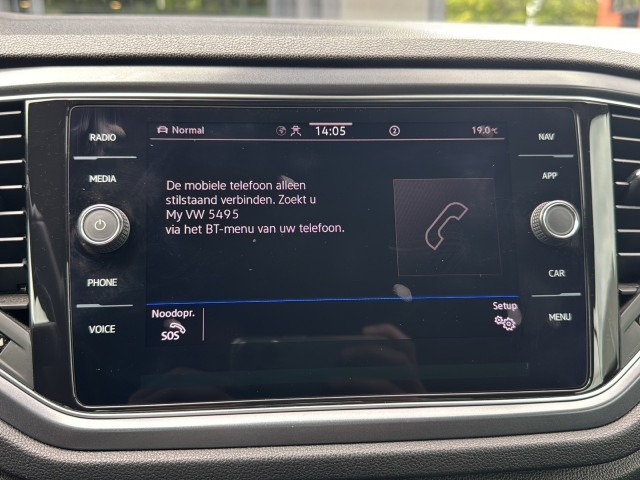 RADIO
MEDIA
PHONE
VOICE
Normal
14:05
2
19.0°C
De mobiele telefoon alleen
stilstaand verbinden. Zoekt u
My VW 5495
via het BT-menu van uw telefoon.
Noodopr.
SOS
Setup
NAV
APP
CAR
MENU